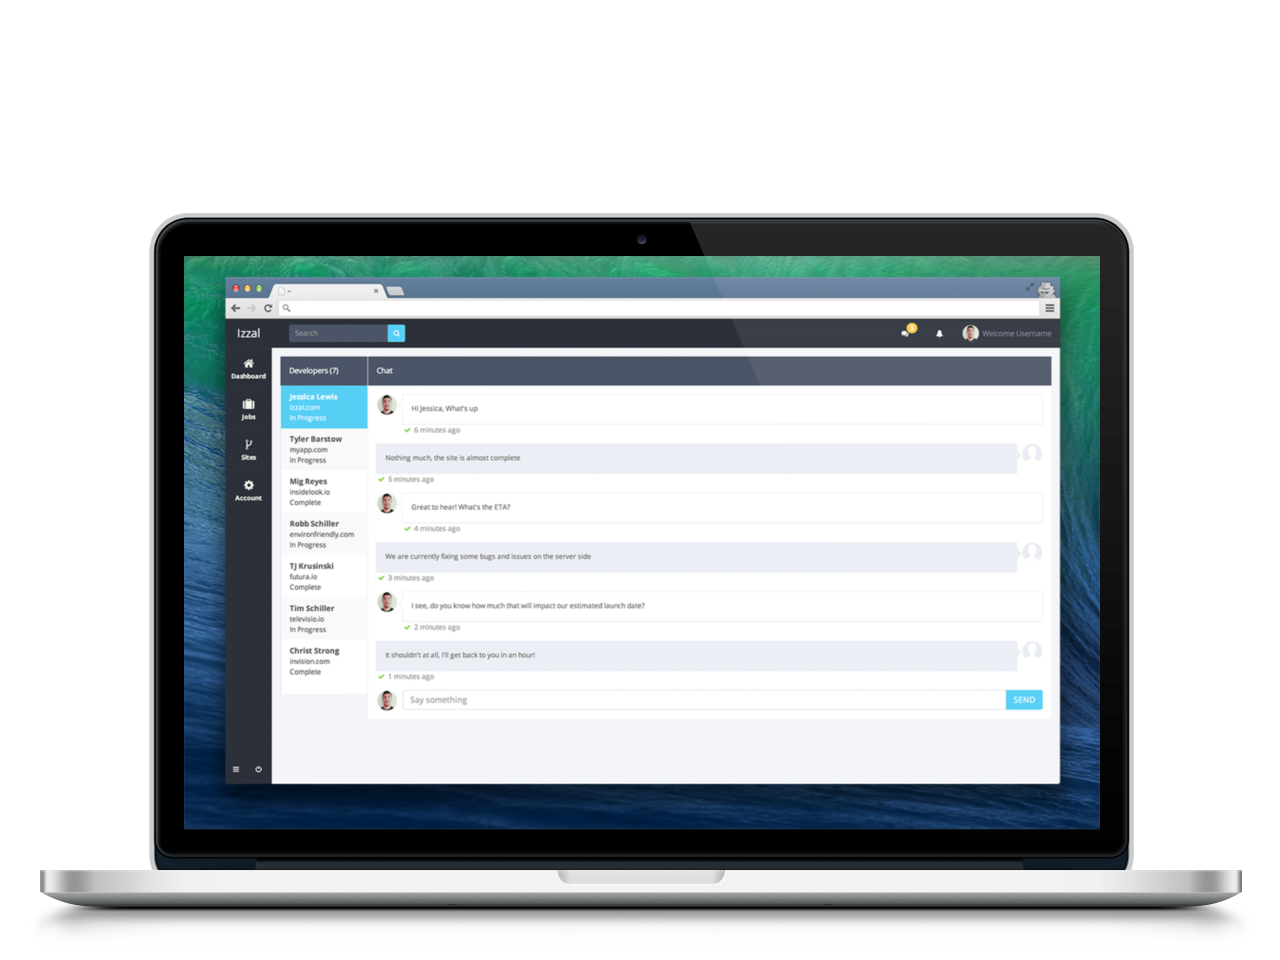 -
Izzal
Search
3
Welcome Username
Dashboard
Jobs
Sites
Account
Developers (7)
Jessica Lewis
izzal.com
In Progress
Tyler Barstow
myapp.com
In Progress
Mig Reyes
insidelook.io
Complete
Robb Schiller
environfriendly.com
In Progress
TJ Krusinski
futura.io
Complete
Tim Schiller
televisio.io
In Progress
Christ Strong
invision.com
Complete
Chat
Hi Jessica, What's up
6 minutes ago
Nothing much, the site is almost complete
5 minutes ago
Great to hear! What's the ETA?
4 minutes ago
We are currently fixing some bugs and issues on the server side
3 minutes ago
I see, do you know how much that will impact our estimated launch date?
2 minutes ago
It shouldn't at all, I'll get back to you in an hour!
1 minutes ago
Say something
SEND